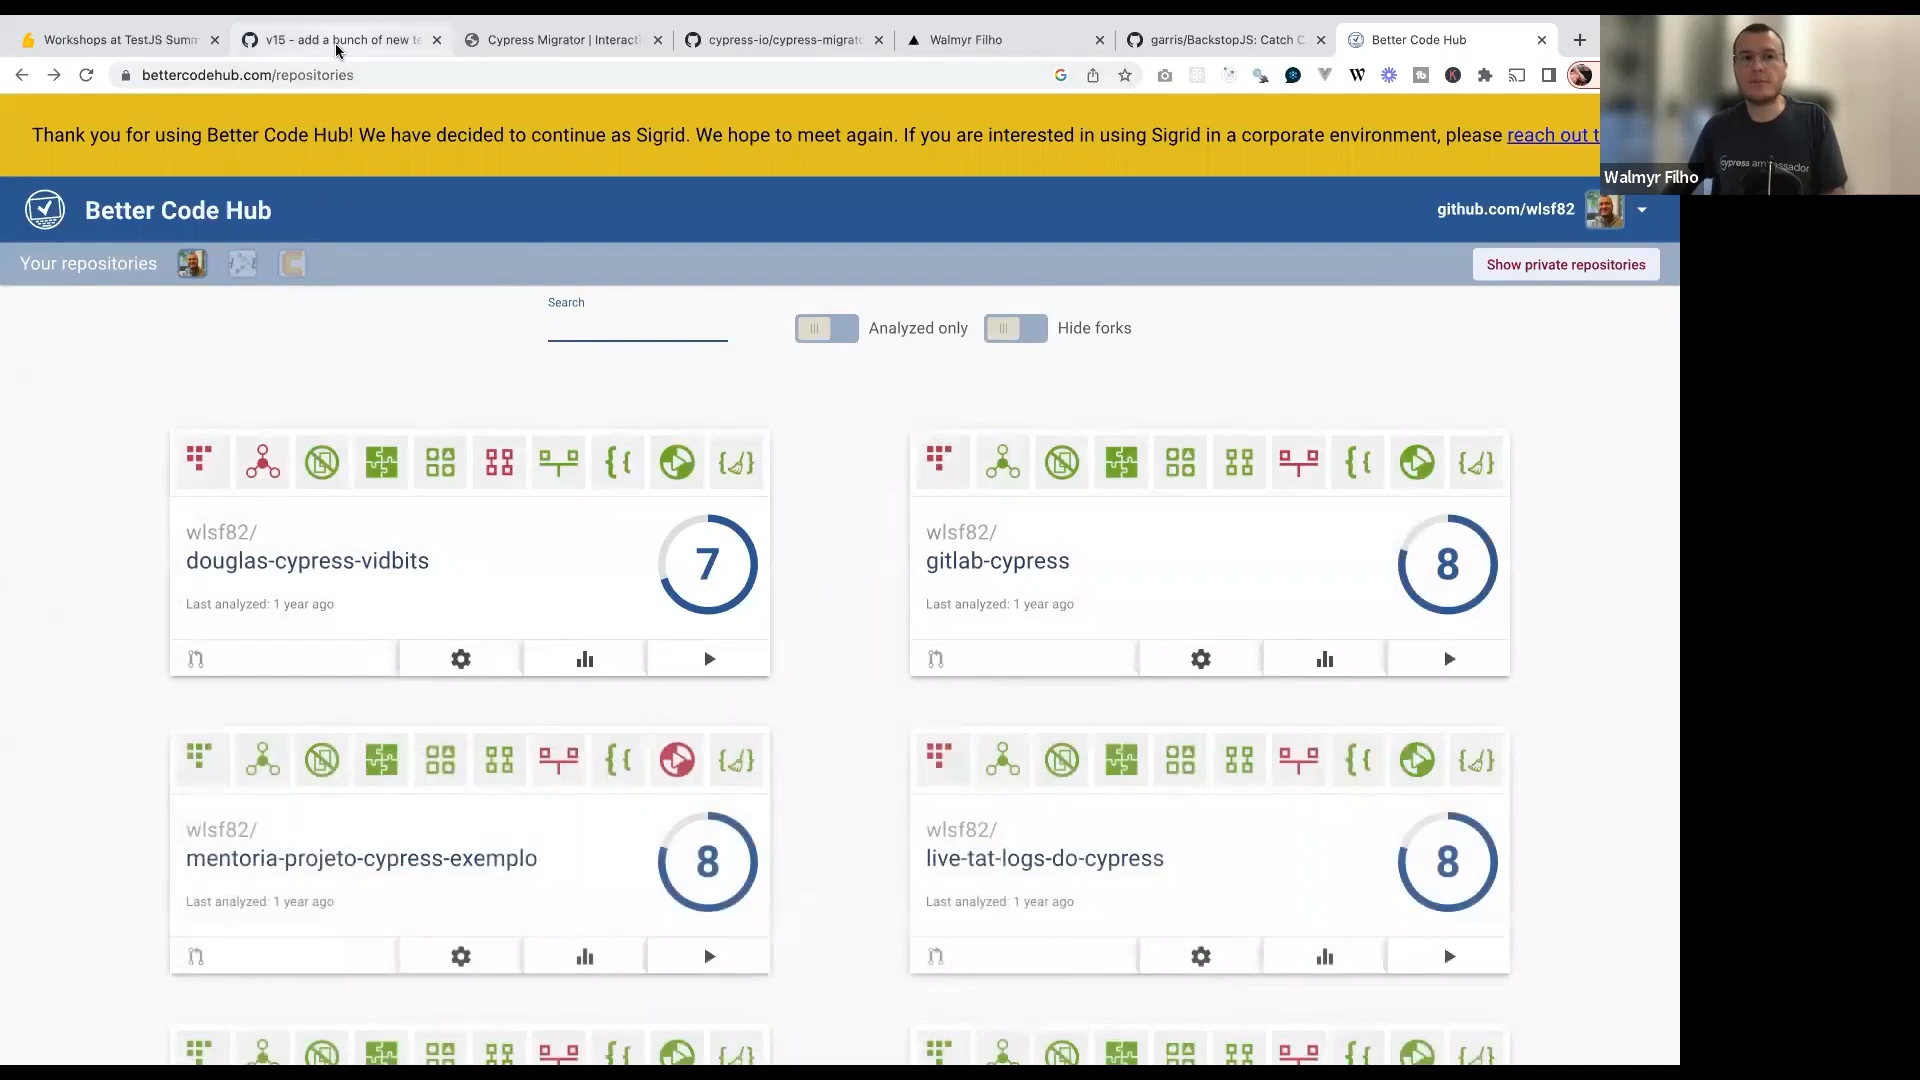 Workshops at TestJS Summ
v15 - add a bunch of new te
Cypress Migrator | Interacti
cypress-io/cypress-migrato
Walmyr Filho
garris/BackstopJS: Catch C
Better Code Hub
bettercodehub.com/repositories
Thank you for using Better Code Hub! We have decided to continue as Sigrid. We hope to meet again. If you are interested in using Sigrid in a corporate environment, please reach out t
cypress ambassador
Walmyr Filho
Better Code Hub
github.com/wlsf82
Your repositories
Show private repositories
Search
Analyzed only
Hide forks
wlsf82/
douglas-cypress-vidbits
7
Last analyzed: 1 year ago
wlsf82/
gitlab-cypress
8
Last analyzed: 1 year ago
wlsf82/
mentoria-projeto-cypress-exemplo
8
Last analyzed: 1 year ago
wlsf82/
live-tat-logs-do-cypress
8
Last analyzed: 1 year ago